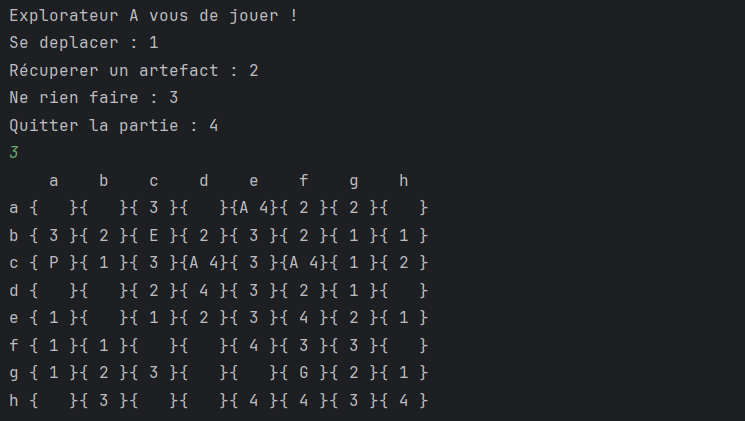 Explorateur A vous de jouer !
Se deplacer : 1
Récuperer un artefact : 2
Ne rien faire : 3
Quitter la partie : 4
3
    a    b    c    d    e    f    g    h
a {   }{   }{ 3 }{   }{A 4}{ 2 }{ 2 }{   }
b { 3 }{ 2 }{ E }{ 2 }{ 3 }{ 2 }{ 1 }{ 1 }
c { P }{ 1 }{ 3 }{A 4}{ 3 }{A 4}{ 1 }{ 2 }
d {   }{   }{ 2 }{ 4 }{ 3 }{ 2 }{ 1 }{   }
e { 1 }{   }{ 1 }{ 2 }{ 3 }{ 4 }{ 2 }{ 1 }
f { 1 }{ 1 }{   }{   }{ 4 }{ 3 }{ 3 }{   }
g { 1 }{ 2 }{ 3 }{   }{   }{ G }{ 2 }{ 1 }
h {   }{ 3 }{   }{   }{ 4 }{ 4 }{ 3 }{ 4 }